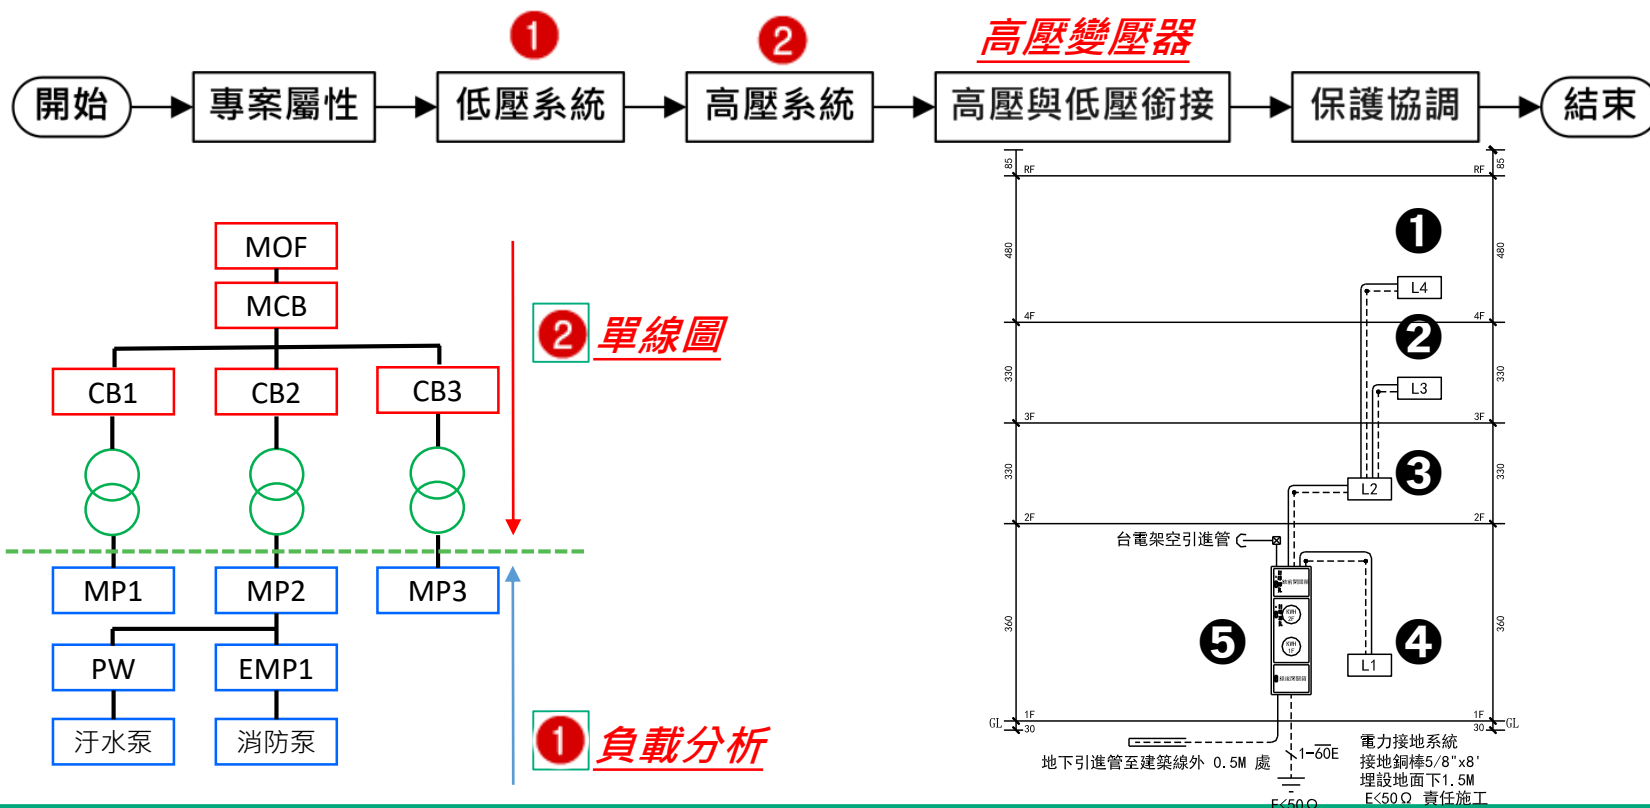 ❶
❷
高壓變壓器
開始
專案屬性
低壓系統
高壓系統
高壓與低壓銜接
保護協調
結束
MOF
MCB
CB1
CB2
CB3
MP1
MP2
MP3
PW
EMP1
汙水泵
消防泵
❷ 單線圖
❶ 負載分析
85
RF
RF
85
480
❶
480
L4
4F
4F
❷
330
L3
330
3F
3F
330
❸
330
L2
2F
2F
台電架空引進管
KWH
2F
360
❺
KWH
1F
❹
360
L1
GL
1F
30
1F
30
GL
地下引進管至建築線外 0.5M 處
1-60E
E<50Ω
電力接地系統
接地銅棒5/8"x8'
埋設地面下1.5M
E<50Ω 責任施工